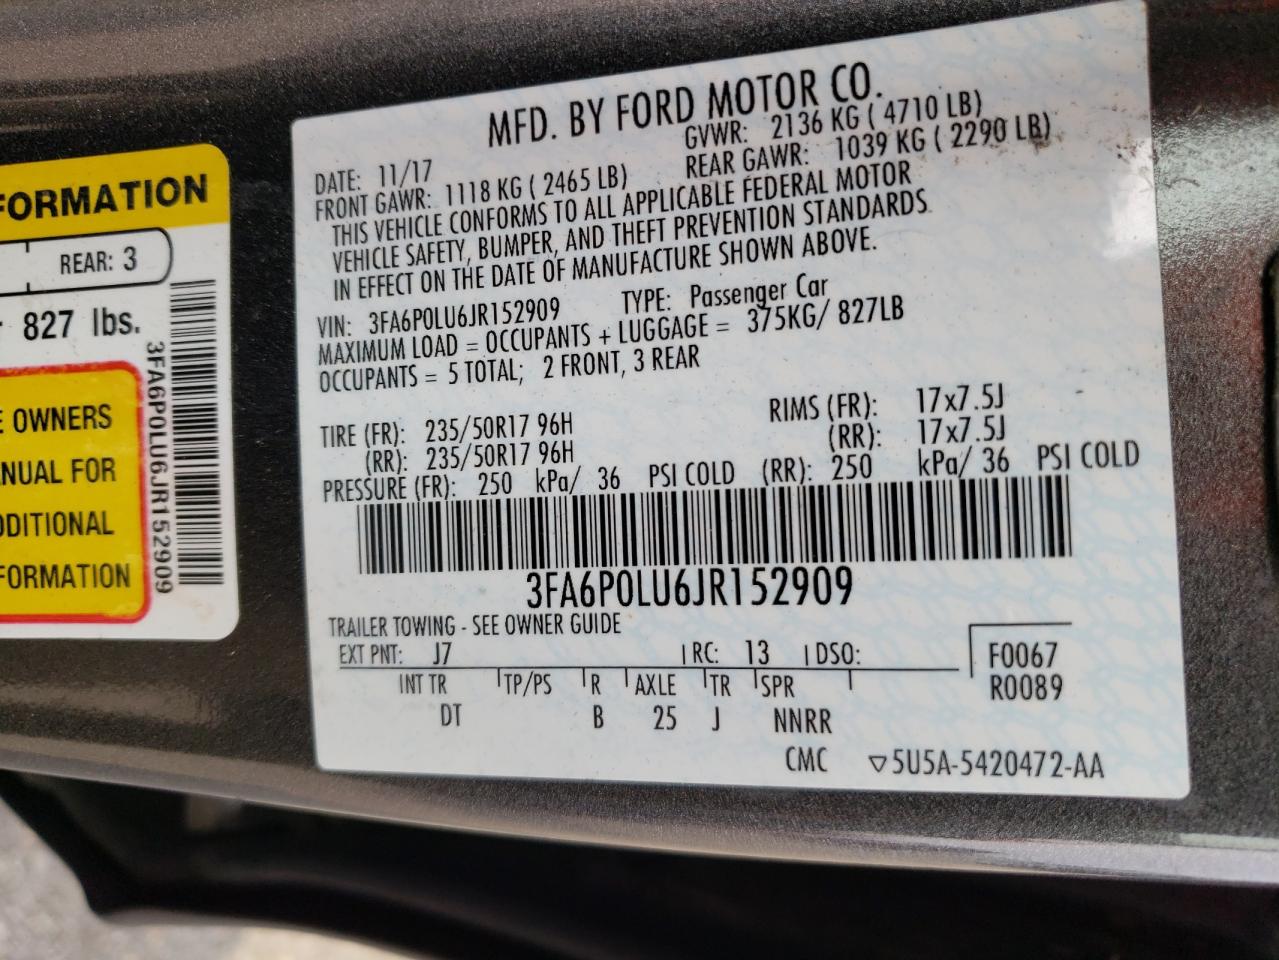 FORMATION
REAR: 3
827 lbs.
E OWNERS
NUAL FOR
DDITIONAL
FORMATION
3FA6P0LU6JR152909
MFD. BY FORD MOTOR CO.
DATE: 11/17 GVWR: 2136 KG ( 4710 LB)
FRONT GAWR: 1118 KG ( 2465 LB) REAR GAWR: 1039 KG ( 2290 LB)
THIS VEHICLE CONFORMS TO ALL APPLICABLE FEDERAL MOTOR
VEHICLE SAFETY, BUMPER, AND THEFT PREVENTION STANDARDS
IN EFFECT ON THE DATE OF MANUFACTURE SHOWN ABOVE.
VIN: 3FA6P0LU6JR152909 TYPE: Passenger Car
MAXIMUM LOAD = OCCUPANTS + LUGGAGE = 375KG/ 827LB
OCCUPANTS = 5 TOTAL; 2 FRONT, 3 REAR
TIRE (FR): 235/50R17 96H RIMS (FR): 17x7.5J
(RR): 235/50R17 96H (RR): 17x7.5J
PRESSURE (FR): 250 kPa/ 36 PSI COLD (RR): 250 kPa/ 36 PSI COLD
3FA6P0LU6JR152909
TRAILER TOWING - SEE OWNER GUIDE
EXT PNT: J7 RC: 13 DSO: F0067
R0089
INT TR TP/PS R AXLE TR SPR
DT B 25 J NNRR
CMC ▽5U5A-5420472-AA